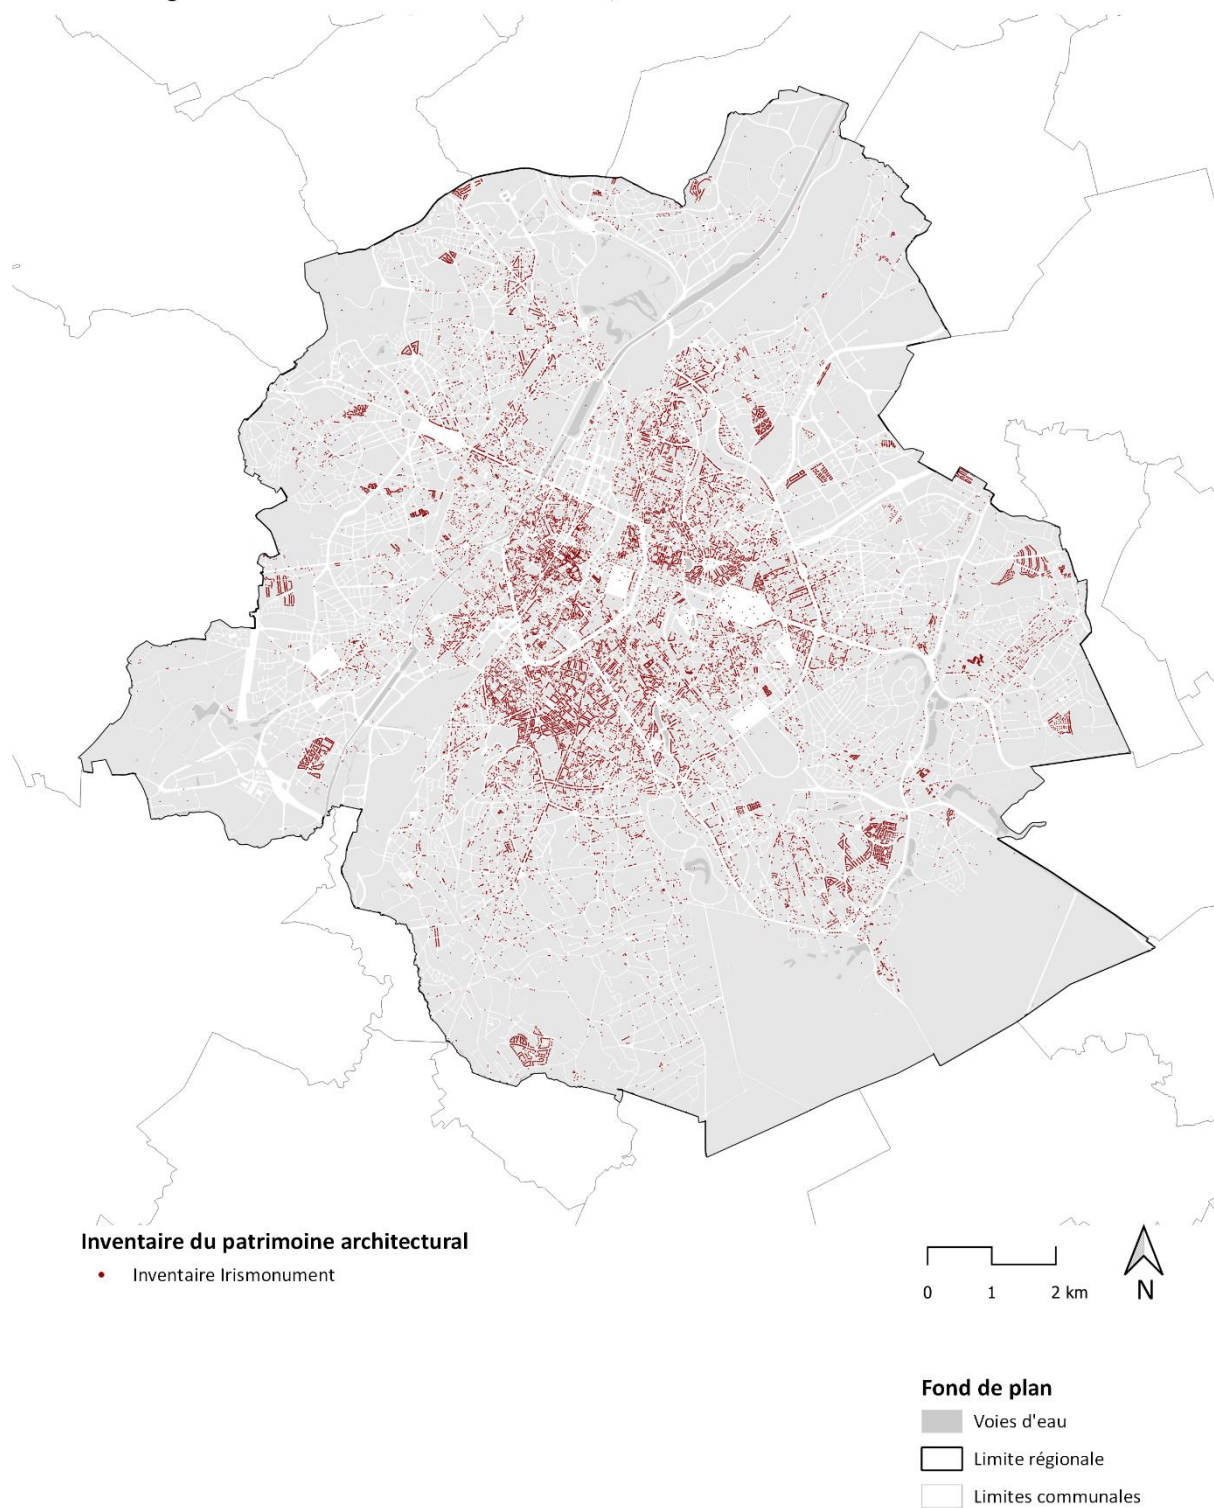 Inventaire du patrimoine architectural
Inventaire Irismonument
0 1 2 km
N
Fond de plan
Voies d'eau
Limite régionale
Limites communales